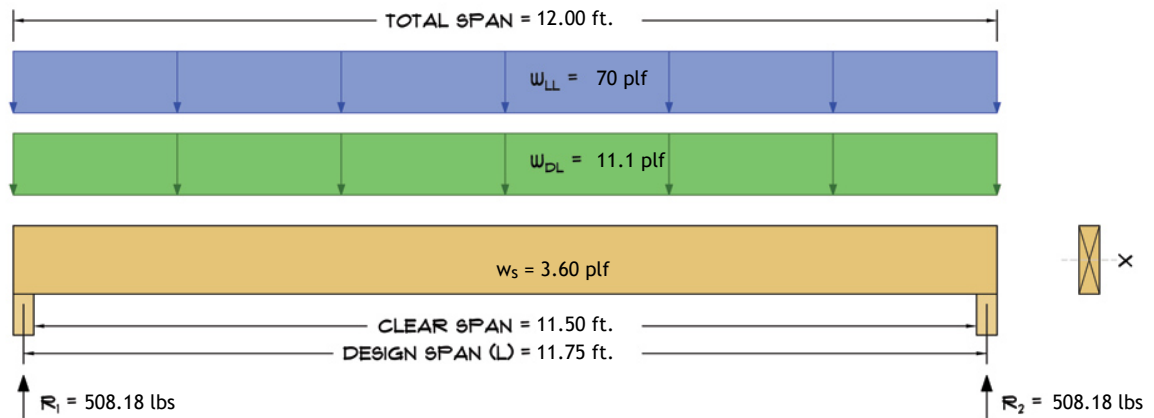 TOTAL SPAN = 12.00 ft.
WLL = 70 plf
WDL = 11.1 plf
ws = 3.60 plf
X
CLEAR SPAN = 11.50 ft.
DESIGN SPAN (L) = 11.75 ft.
R1 = 508.18 lbs
R2 = 508.18 lbs